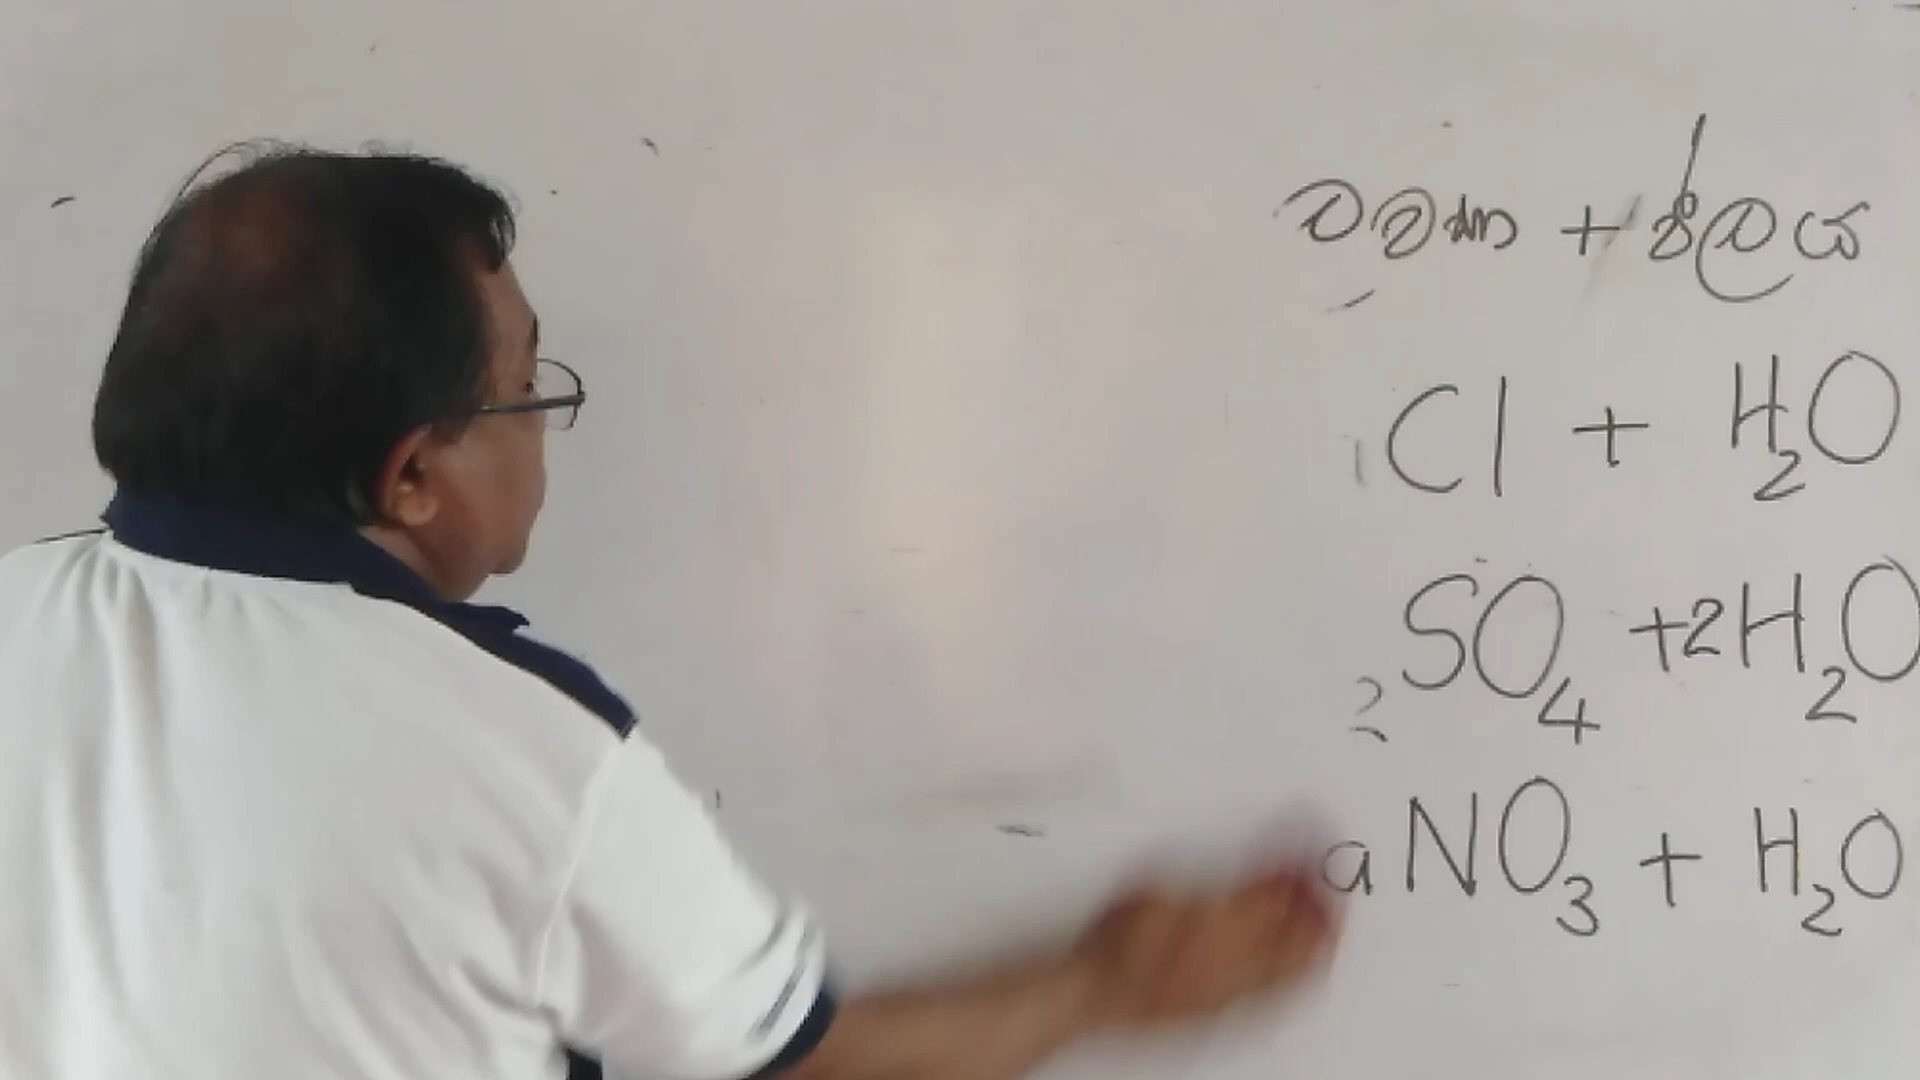 ලවණ + ජලය
Cl + H₂O
₂SO₄ + 2H₂O
aNO₃ + H₂O